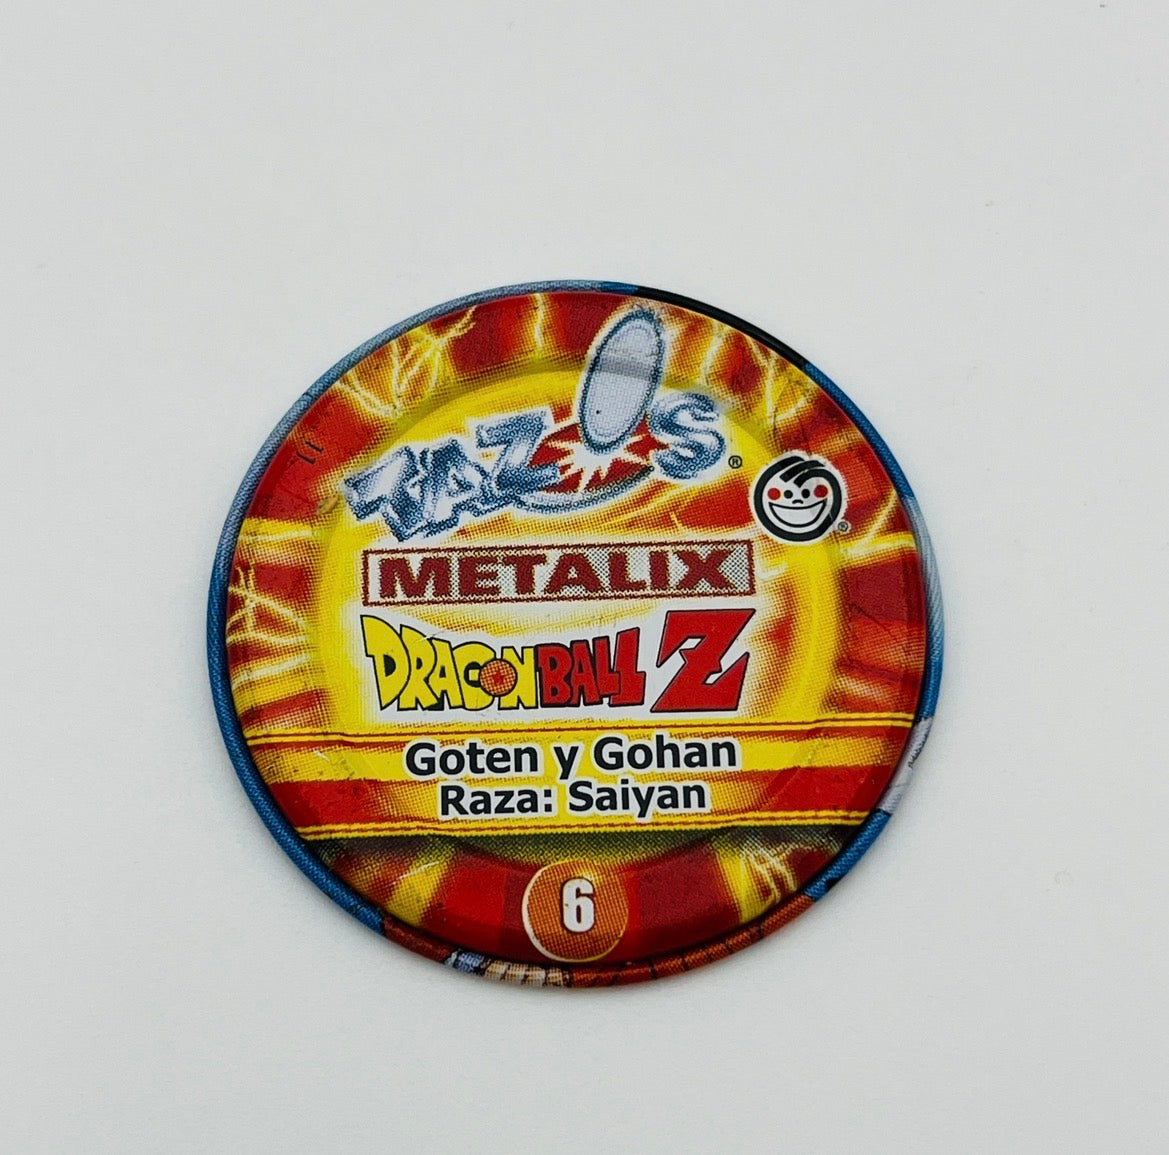 TAZOS®
METALIX
DRAGON BALL Z
Goten y Gohan
Raza: Saiyan
6